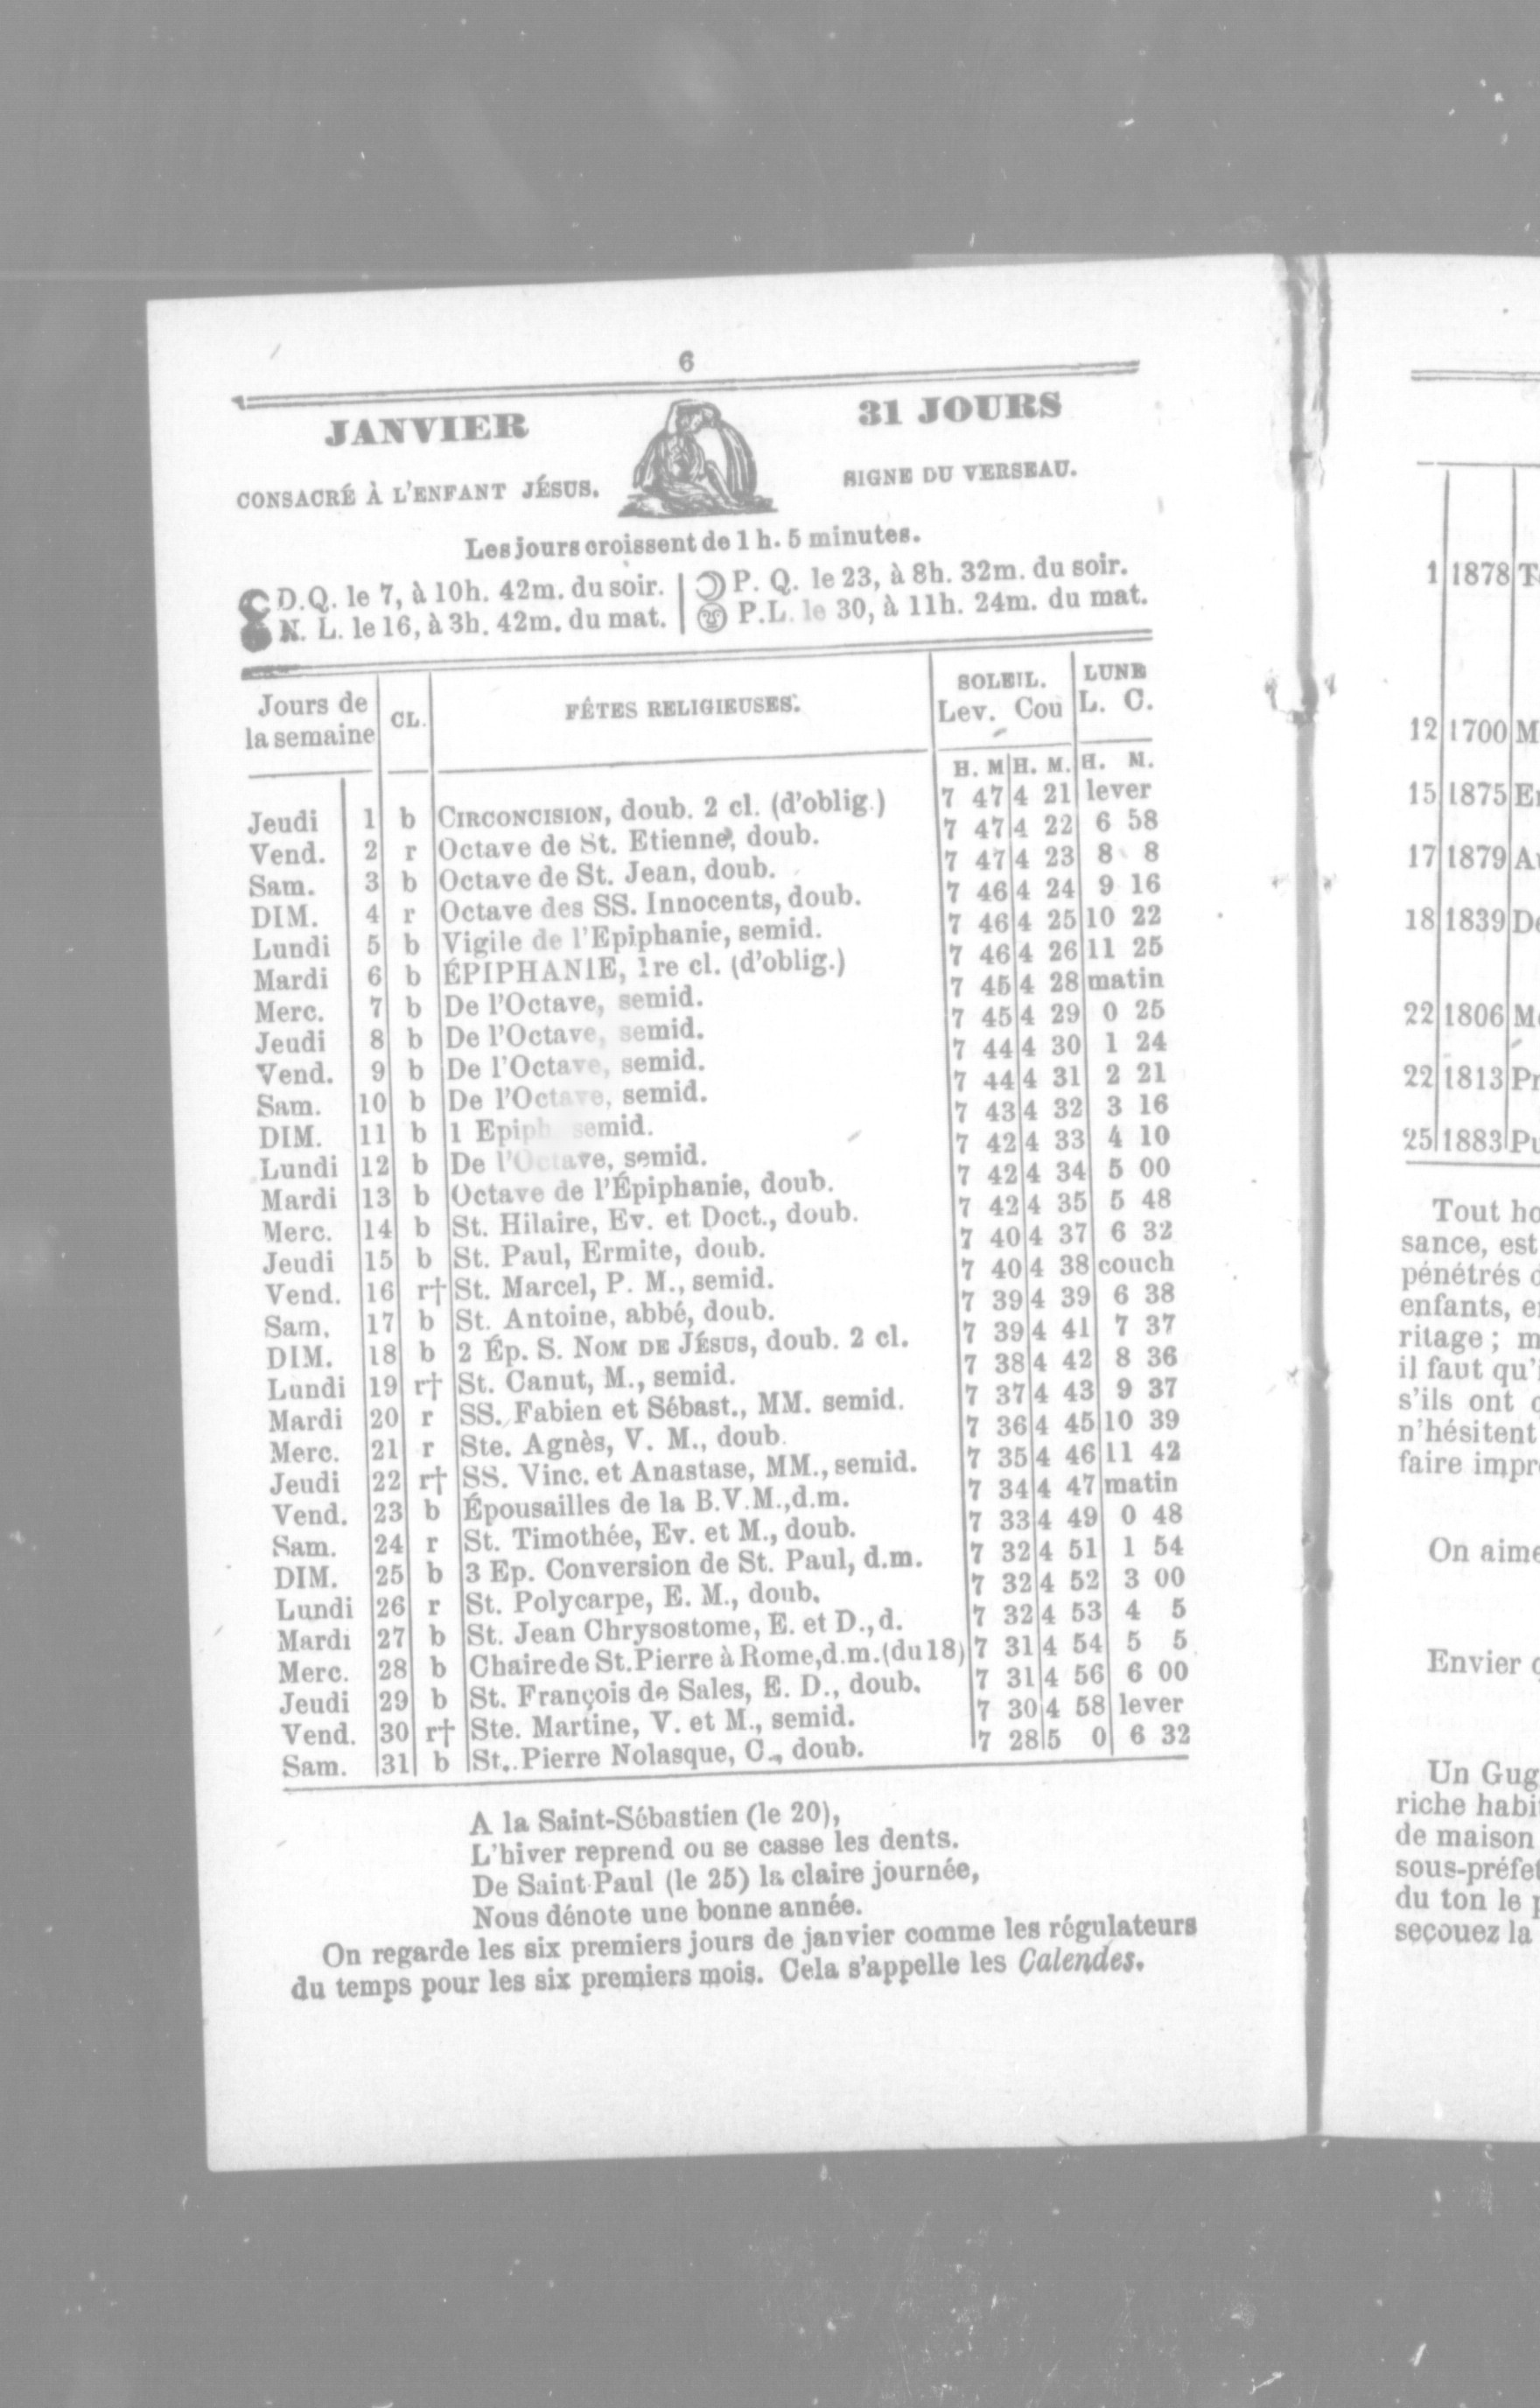 6
JANVIER 31 JOURS
CONSACRÉ À L'ENFANT JÉSUS. SIGNE DU VERSEAU.
Les jours croissent de 1 h. 5 minutes.
D.Q. le 7, à 10h. 42m. du soir. P. Q. le 23, à 8h. 32m. du soir.
N. L. le 16, à 3h. 42m. du mat. P.L. le 30, à 11h. 24m. du mat.
Jours de la semaine CL. FÊTES RELIGIEUSES. SOLEIL. LUNE
Lev. Cou L. C.
H. M H. M. H. M.
Jeudi 1 b CIRCONCISION, doub. 2 cl. (d'oblig.) 7 47 4 21 lever
Vend. 2 r Octave de St. Etienne, doub. 7 47 4 22 6 58
Sam. 3 b Octave de St. Jean, doub. 7 47 4 23 8 8
DIM. 4 r Octave des SS. Innocents, doub. 7 46 4 24 9 16
Lundi 5 b Vigile de l'Epiphanie, semid. 7 46 4 25 10 22
Mardi 6 b ÉPIPHANIE, 1re cl. (d'oblig.) 7 46 4 26 11 25
Merc. 7 b De l'Octave, semid. 7 45 4 28 matin
Jeudi 8 b De l'Octave, semid. 7 45 4 29 0 25
Vend. 9 b De l'Octave, semid. 7 44 4 30 1 24
Sam. 10 b De l'Octave, semid. 7 44 4 31 2 21
DIM. 11 b 1 Epiph. semid. 7 43 4 32 3 16
Lundi 12 b De l'Octave, semid. 7 42 4 33 4 10
Mardi 13 b Octave de l'Épiphanie, doub. 7 42 4 34 5 00
Merc. 14 b St. Hilaire, Ev. et Doct., doub. 7 42 4 35 5 48
Jeudi 15 b St. Paul, Ermite, doub. 7 40 4 37 6 32
Vend. 16 r† St. Marcel, P. M., semid. 7 40 4 38 couch
Sam. 17 b St. Antoine, abbé, doub. 7 39 4 39 6 38
DIM. 18 b 2 Ép. S. NOM DE JÉSUS, doub. 2 cl. 7 39 4 41 7 37
Lundi 19 r† St. Canut, M., semid. 7 38 4 42 8 36
Mardi 20 r SS. Fabien et Sébast., MM. semid. 7 37 4 43 9 37
Merc. 21 r Ste. Agnès, V. M., doub. 7 36 4 45 10 39
Jeudi 22 r† SS. Vinc. et Anastase, MM., semid. 7 35 4 46 11 42
Vend. 23 b Épousailles de la B.V.M., d.m. 7 34 4 47 matin
Sam. 24 r St. Timothée, Ev. et M., doub. 7 33 4 49 0 48
DIM. 25 b 3 Ep. Conversion de St. Paul, d.m. 7 32 4 51 1 54
Lundi 26 r St. Polycarpe, E. M., doub. 7 32 4 52 3 00
Mardi 27 b St. Jean Chrysostome, E. et D., d. 7 32 4 53 4 5
Merc. 28 b Chaire de St. Pierre à Rome, d.m. (du 18) 7 31 4 54 5 5
Jeudi 29 b St. François de Sales, E. D., doub. 7 31 4 56 6 00
Vend. 30 r† Ste. Martine, V. et M., semid. 7 30 4 58 lever
Sam. 31 b St. Pierre Nolasque, C., doub. 7 28 5 0 6 32
A la Saint-Sébastien (le 20),
L'hiver reprend ou se casse les dents.
De Saint-Paul (le 25) la claire journée,
Nous dénote une bonne année.
On regarde les six premiers jours de janvier comme les régulateurs
du temps pour les six premiers mois. Cela s'appelle les Calendes.
1 1878
12 1700 M
15 1875
17 1879
18 1839
22 1806
22 1813
25 1883
Tout
sance, est
pénétrés
enfants,
ritage ;
il faut
s'ils ont
n'hésitent
faire
On
Envier
Un
riche
de maison
du ton le
secouez la